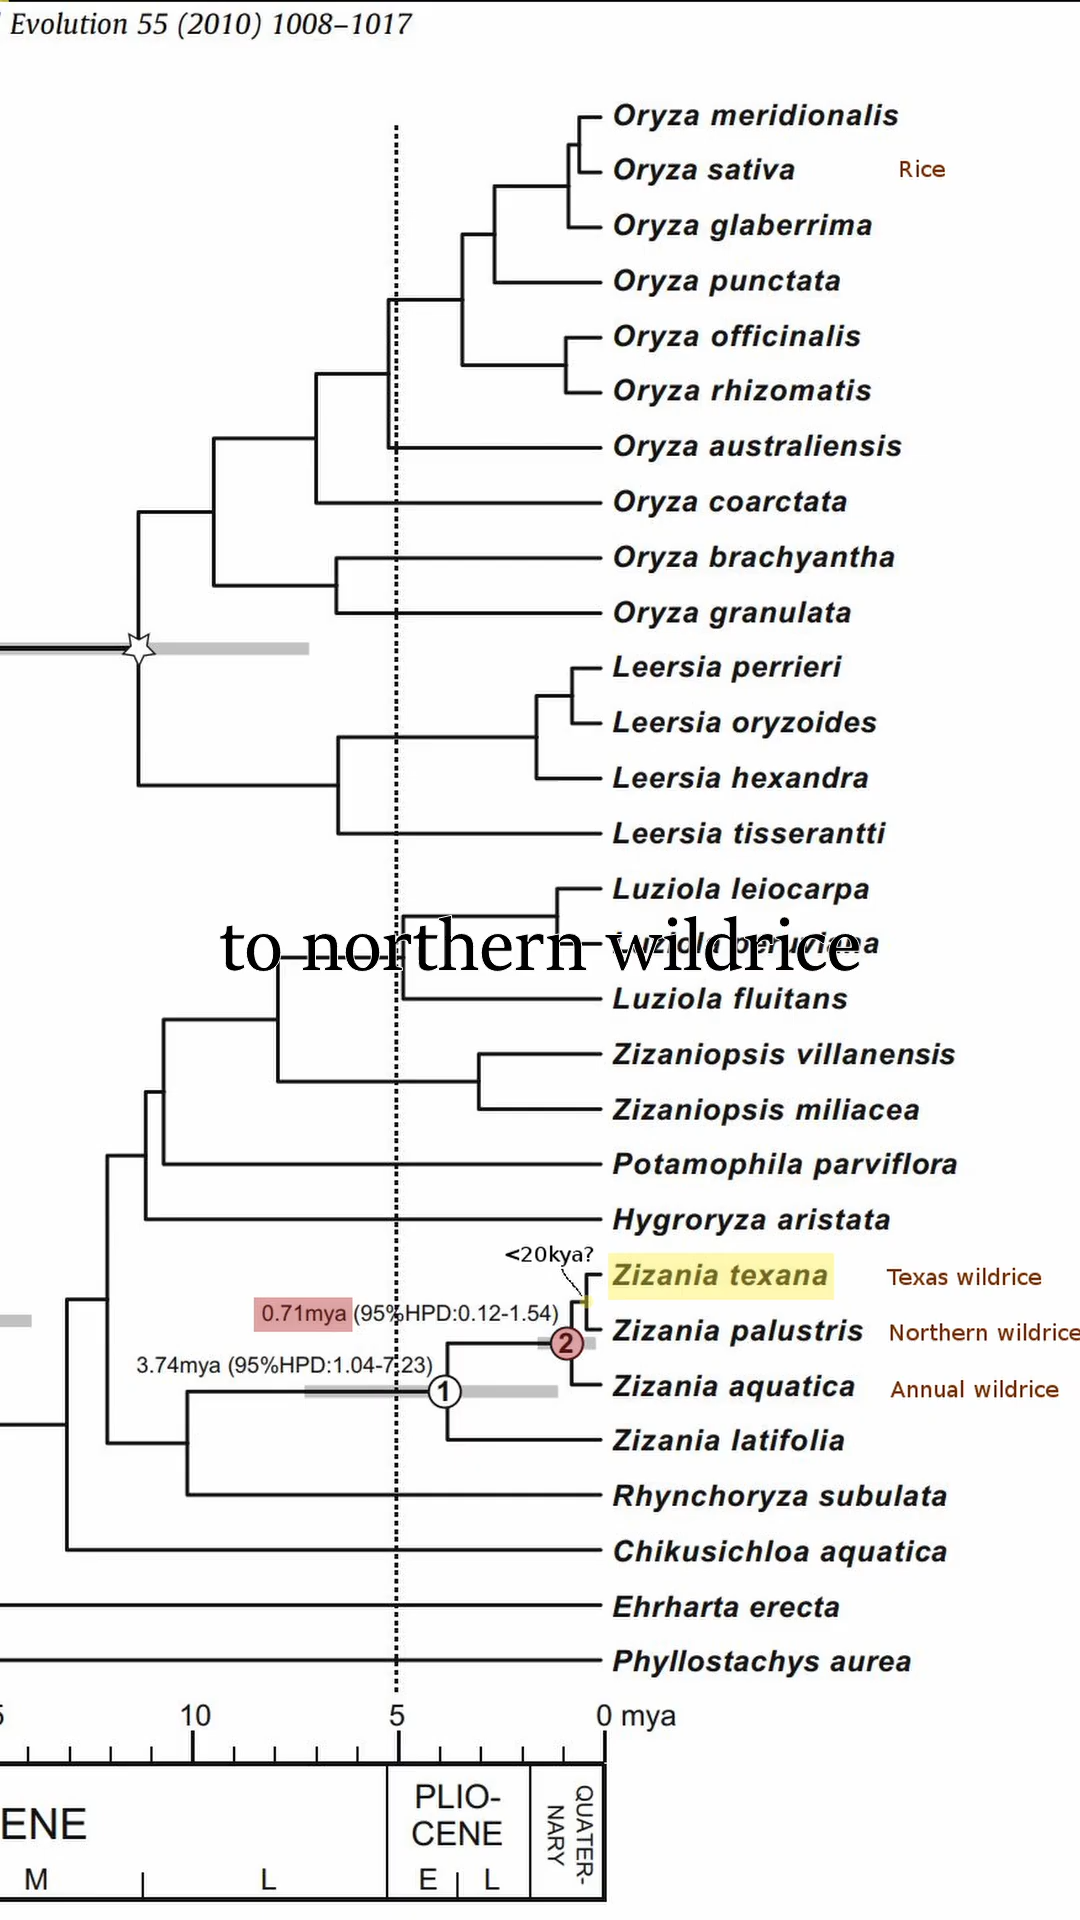 Evolution 55 (2010) 1008–1017
Oryza meridionalis
Oryza sativa Rice
Oryza glaberrima
Oryza punctata
Oryza officinalis
Oryza rhizomatis
Oryza australiensis
Oryza coarctata
Oryza brachyantha
Oryza granulata
Leersia perrieri
Leersia oryzoides
Leersia hexandra
Leersia tisserantti
Luziola leiocarpa
Luziola peruviana
to northern wildrice
Luziola fluitans
Zizaniopsis villanensis
Zizaniopsis miliacea
Potamophila parviflora
Hygroryza aristata
<20kya?
Zizania texana Texas wildrice
0.71mya (95%HPD:0.12-1.54)
Zizania palustris Northern wildrice
2
3.74mya (95%HPD:1.04-7.23)
Zizania aquatica Annual wildrice
1
Zizania latifolia
Rhynchoryza subulata
Chikusichloa aquatica
Ehrharta erecta
Phyllostachys aurea
5 10 5 0 mya
ENE PLIO-
CENE QUATER-
NARY
M L E L